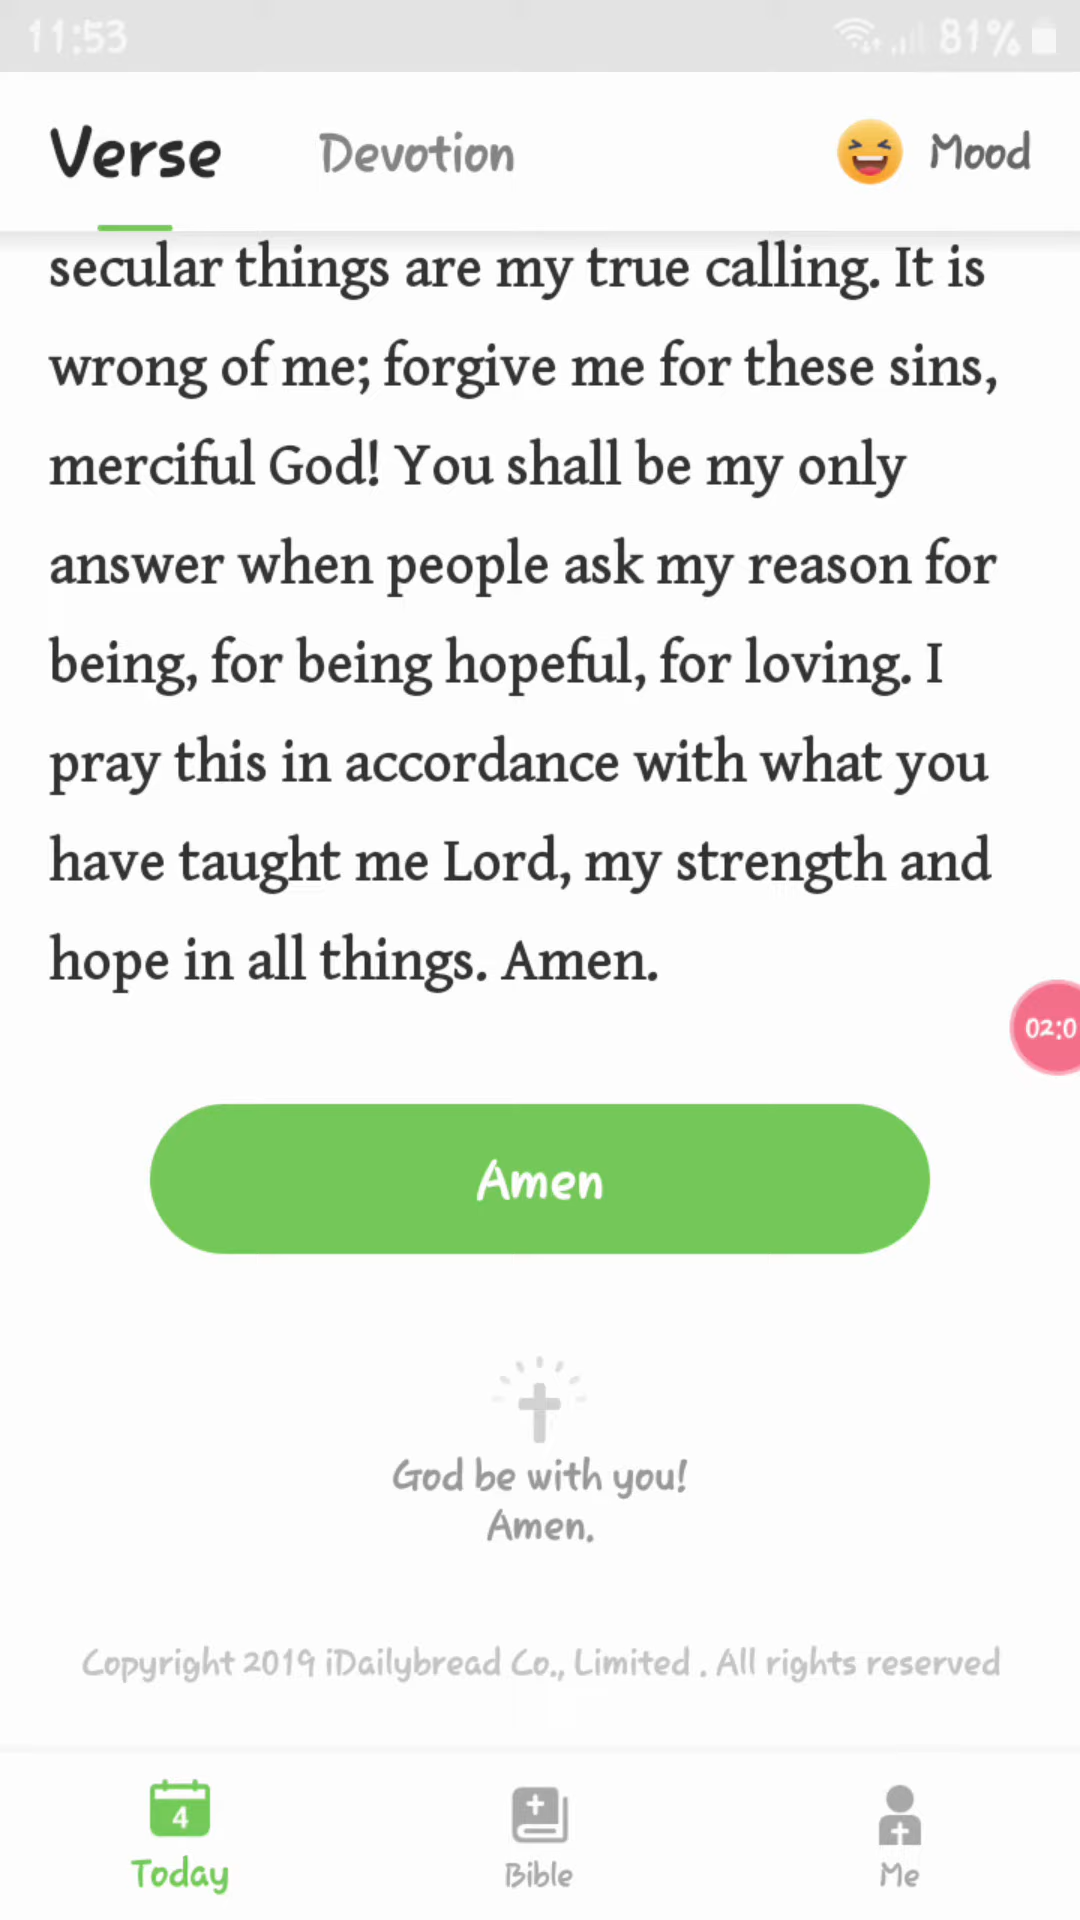 11:53 81%
Verse Devotion Mood
secular things are my true calling. It is
wrong of me; forgive me for these sins,
merciful God! You shall be my only
answer when people ask my reason for
being, for being hopeful, for loving. I
pray this in accordance with what you
have taught me Lord, my strength and
hope in all things. Amen.
02:0
Amen
God be with you!
Amen.
Copyright 2019 iDailybread Co., Limited . All rights reserved
4
Today Bible Me